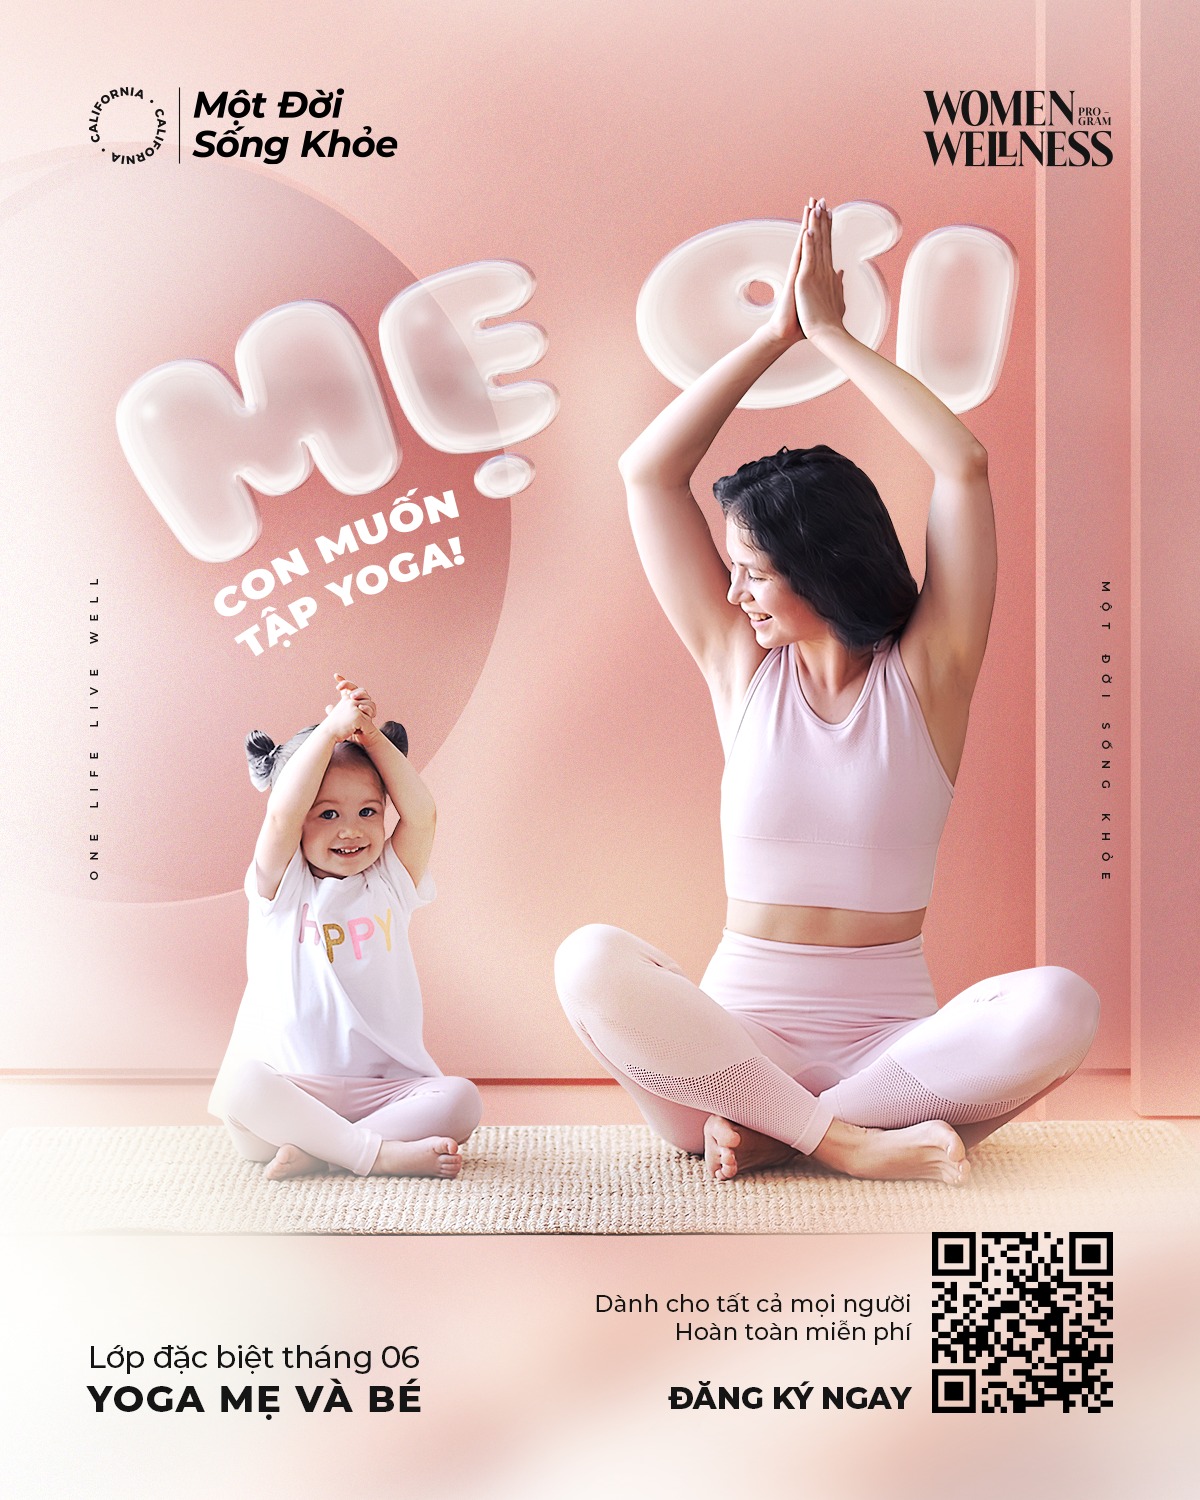 CALIFORNIA · CALIFORNIA ·
Một Đời
Sống Khỏe
WOMEN
PRO-
GRAM
WELLNESS
MẸ ƠI
CON MUỐN
TẬP YOGA!
ONE LIFE LIVE WELL
MỘT ĐỜI SỐNG KHỎE
HPPY
Dành cho tất cả mọi người
Hoàn toàn miễn phí
ĐĂNG KÝ NGAY
Lớp đặc biệt tháng 06
YOGA MẸ VÀ BÉ